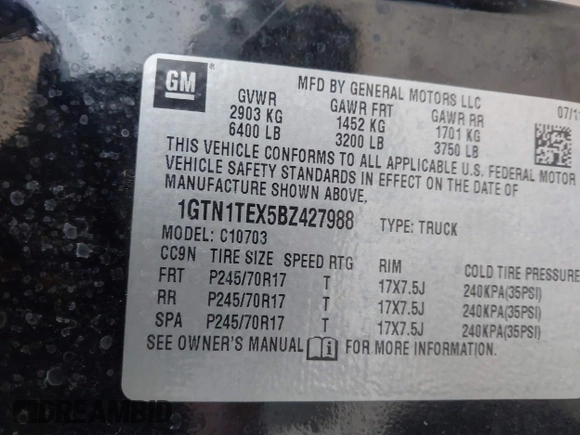 GM
MFD BY GENERAL MOTORS LLC
GVWR GAWR FRT GAWR RR 07/11
2903 KG 1452 KG 1701 KG
6400 LB 3200 LB 3750 LB
THIS VEHICLE CONFORMS TO ALL APPLICABLE U.S. FEDERAL MOTOR
VEHICLE SAFETY STANDARDS IN EFFECT ON THE DATE OF
MANUFACTURE SHOWN ABOVE.
1GTN1TEX5BZ427988 TYPE: TRUCK
MODEL: C10703
CC9N TIRE SIZE SPEED RTG RIM COLD TIRE PRESSURE
FRT P245/70R17 T 17X7.5J 240KPA(35PSI)
RR P245/70R17 T 17X7.5J 240KPA(35PSI)
SPA P245/70R17 T 17X7.5J 240KPA(35PSI)
SEE OWNER'S MANUAL FOR MORE INFORMATION.
DREAMBID